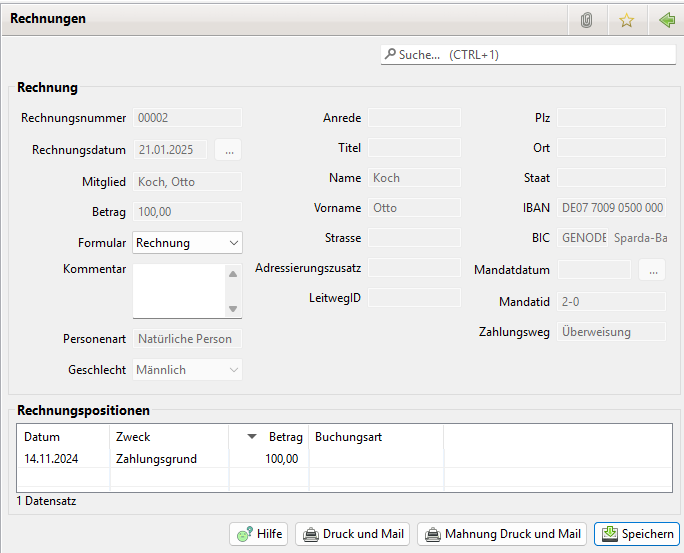 Rechnungen
Suche... (CTRL+1)
Rechnung
Rechnungsnummer 00002
Rechnungsdatum 21.01.2025 ...
Mitglied Koch, Otto
Betrag 100,00
Formular Rechnung
Kommentar
Personenart Natürliche Person
Geschlecht Männlich
Anrede
Titel
Name Koch
Vorname Otto
Strasse
Adressierungszusatz
LeitwegID
Plz
Ort
Staat
IBAN DE07 7009 0500 000
BIC GENODE Sparda-Ba
Mandatdatum ...
Mandatid 2-0
Zahlungsweg Überweisung
Rechnungspositionen
Datum Zweck Betrag Buchungsart
14.11.2024 Zahlungsgrund 100,00
1 Datensatz
Hilfe Druck und Mail Mahnung Druck und Mail Speichern